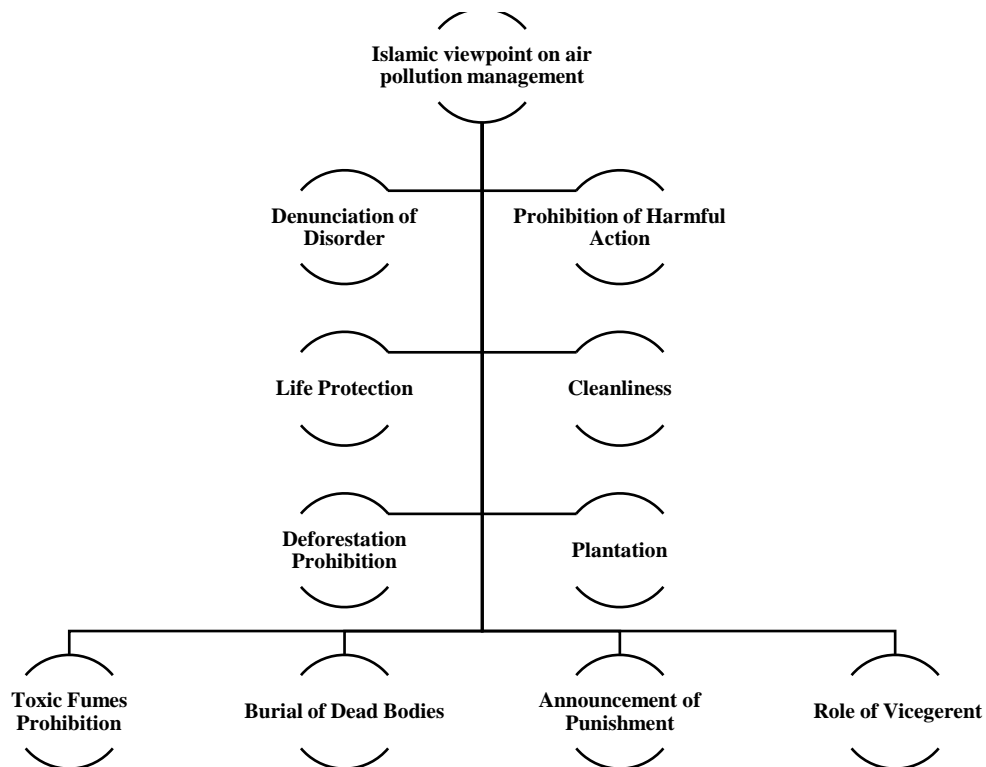 Islamic viewpoint on air
pollution management
Denunciation of
Disorder
Prohibition of Harmful
Action
Life Protection
Cleanliness
Deforestation
Prohibition
Plantation
Toxic Fumes
Prohibition
Burial of Dead Bodies
Announcement of
Punishment
Role of Vicegerent